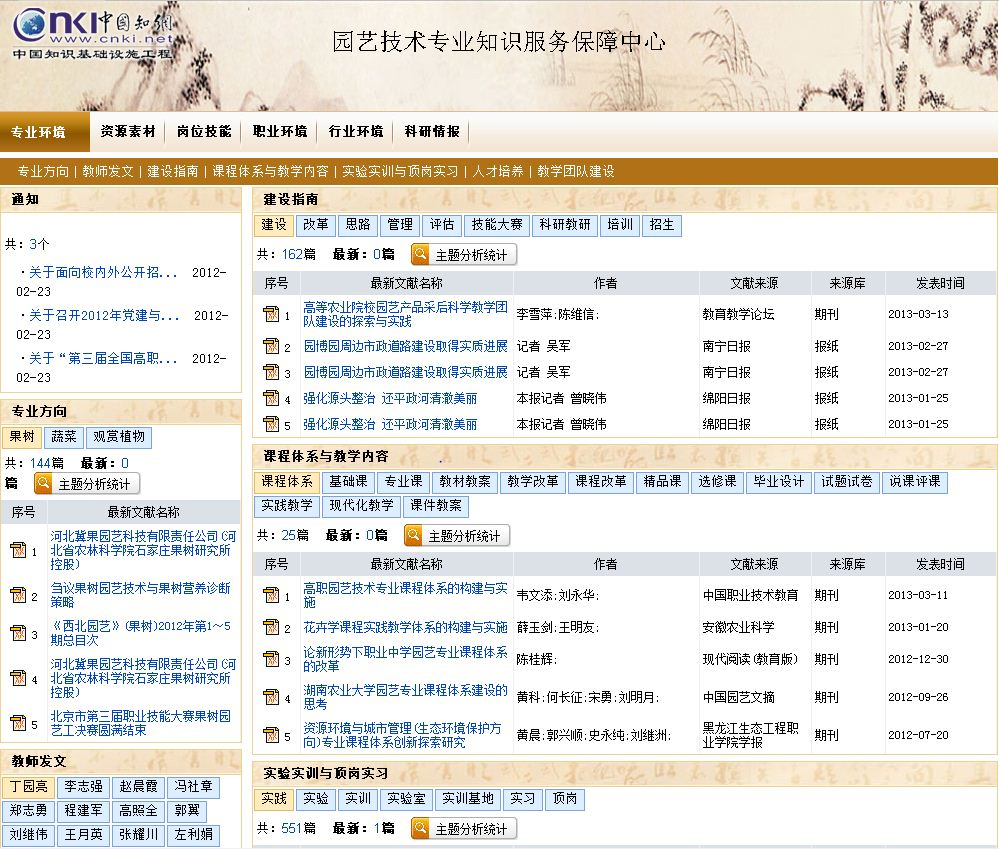 cnki中国知网
www.cnki.net
中国知识基础设施工程
园艺技术专业知识服务保障中心
专业环境 资源素材 岗位技能 职业环境 行业环境 科研情报
专业方向 | 教师发文 | 建设指南 | 课程体系与教学内容 | 实验实训与顶岗实习 | 人才培养 | 教学团队建设
通知
共：3个
·关于面向校内外公开招... 2012-
02-23
·关于召开2012年党建与... 2012-
02-23
·关于“第三届全国高职... 2012-
02-23
专业方向
果树 蔬菜 观赏植物
共：144篇 最新：0
篇 主题分析统计
序号 最新文献名称
1 河北冀果园艺科技有限责任公司(河
北省农林科学院石家庄果树研究所
控股)
2 刍议果树园艺技术与果树营养诊断
策略
3 《西北园艺》(果树)2012年第1～5
期总目次
4 河北冀果园艺科技有限责任公司(河
北省农林科学院石家庄果树研究所
控股)
5 北京市第三届职业技能大赛果树园
艺工决赛圆满结束
教师发文
丁园亮 李志强 赵晨霞 冯社章
郑志勇 程建军 高照全 郭翼
刘继伟 王月英 张耀川 左利娟
建设指南
建设 改革 思路 管理 评估 技能大赛 科研教研 培训 招生
共：162篇 最新：0篇 主题分析统计
序号 最新文献名称 作者 文献来源 来源库 发表时间
1 高等农业院校园艺产品采后科学教学团
队建设的探索与实践 李雪萍;陈维信; 教育教学论坛 期刊 2013-03-13
2 园博园周边市政道路建设取得实质进展 记者 吴军 南宁日报 报纸 2013-02-27
3 园博园周边市政道路建设取得实质进展 记者 吴军 南宁日报 报纸 2013-02-27
4 强化源头整治 还平政河清澈美丽 本报记者 曾晓伟 绵阳日报 报纸 2013-01-25
5 强化源头整治 还平政河清澈美丽 本报记者 曾晓伟 绵阳日报 报纸 2013-01-25
课程体系与教学内容
课程体系 基础课 专业课 教材教案 教学改革 课程改革 精品课 选修课 毕业设计 试题试卷 说课评课
实践教学 现代化教学 课件教案
共：25篇 最新：0篇 主题分析统计
序号 最新文献名称 作者 文献来源 来源库 发表时间
1 高职园艺技术专业课程体系的构建与实
施 韦文添;刘永华; 中国职业技术教育 期刊 2013-03-11
2 花卉学课程实践教学体系的构建与实施 薛玉剑;王明友; 安徽农业科学 期刊 2013-01-20
3 论新形势下职业中学园艺专业课程体系
的改革 陈桂辉; 现代阅读(教育版) 期刊 2012-12-30
4 湖南农业大学园艺专业课程体系建设的
思考 黄科;何长征;宋勇;刘明月; 中国园艺文摘 期刊 2012-09-26
5 资源环境与城市管理(生态环境保护方
向)专业课程体系创新探索研究 黄晨;郭兴顺;史永纯;刘继洲; 黑龙江生态工程职
业学院学报 期刊 2012-07-20
实验实训与顶岗实习
实践 实验 实训 实验室 实训基地 实习 顶岗
共：551篇 最新：1篇 主题分析统计